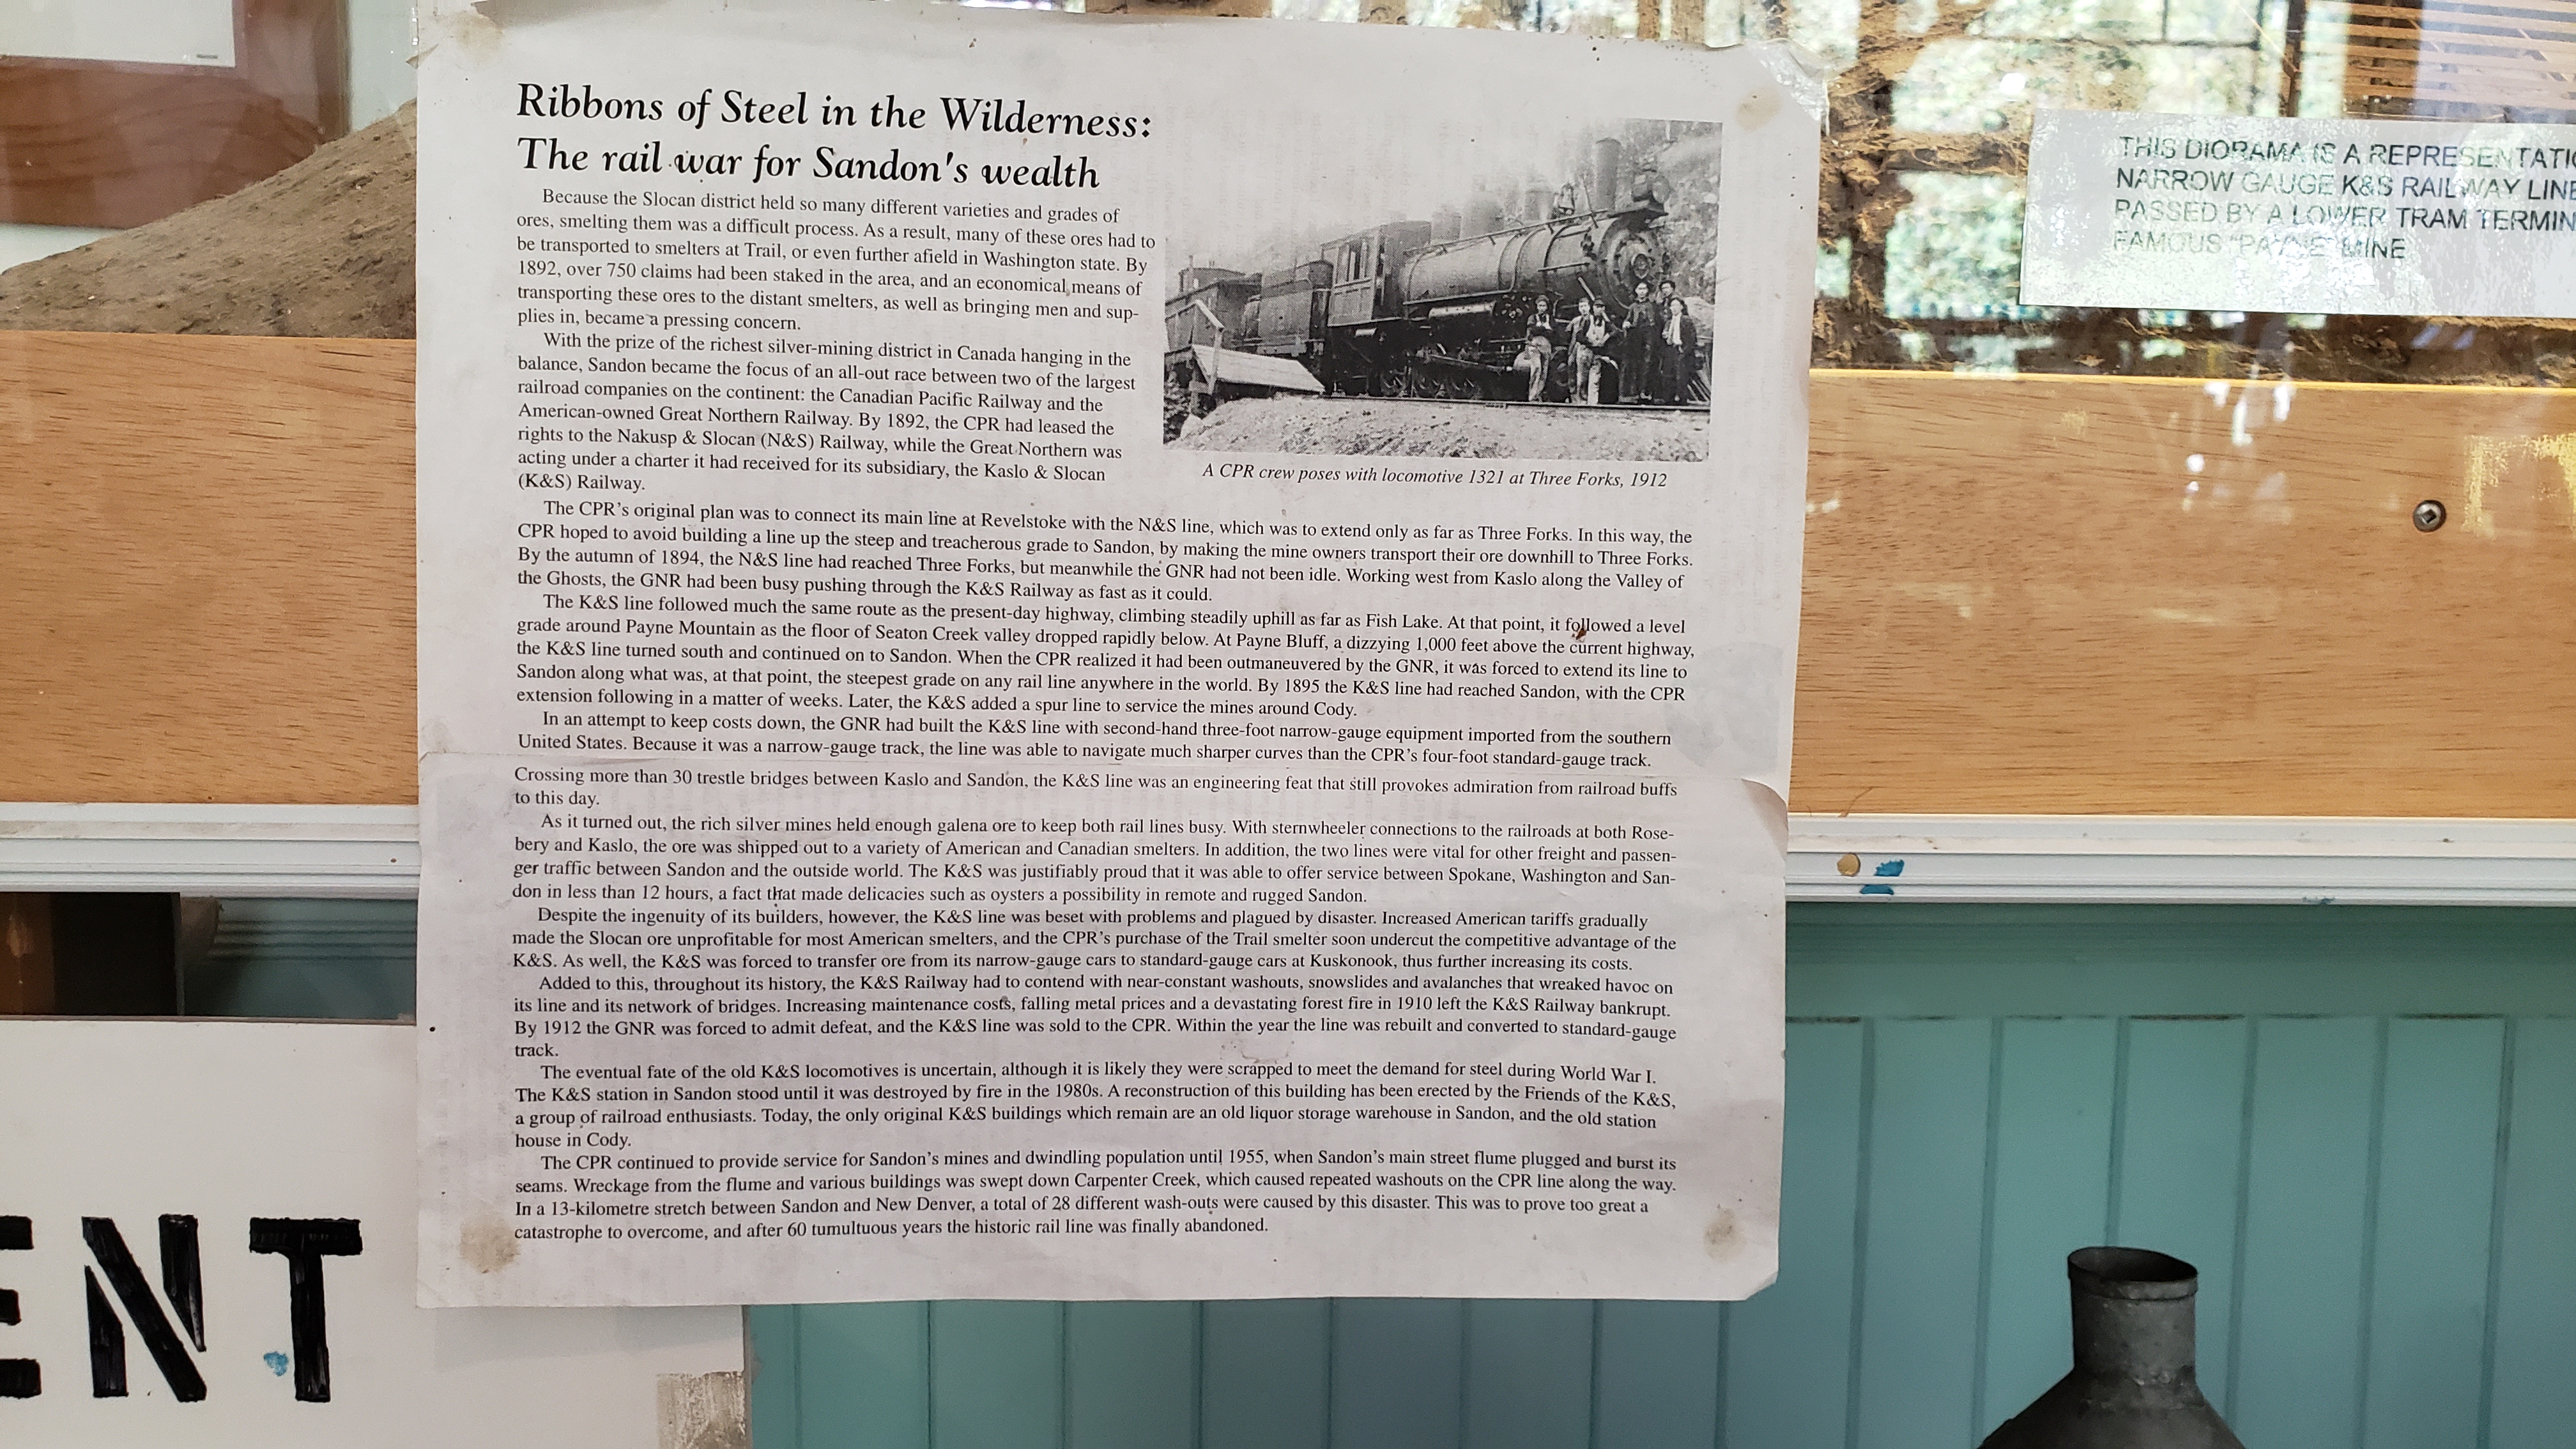 Ribbons of Steel in the Wilderness:
The rail war for Sandon's wealth
Because the Slocan district held so many different varieties and grades of
ores, smelting them was a difficult process. As a result, many of these ores had to
be transported to smelters at Trail, or even further afield in Washington state. By
1892, over 750 claims had been staked in the area, and an economical means of
transporting these ores to the distant smelters, as well as bringing men and sup-
plies in, became a pressing concern.
With the prize of the richest silver-mining district in Canada hanging in the
balance, Sandon became the focus of an all-out race between two of the largest
railroad companies on the continent: the Canadian Pacific Railway and the
American-owned Great Northern Railway. By 1892, the CPR had leased the
rights to the Nakusp & Slocan (N&S) Railway, while the Great Northern was
acting under a charter it had received for its subsidiary, the Kaslo & Slocan
(K&S) Railway.
A CPR crew poses with locomotive 1321 at Three Forks, 1912
The CPR's original plan was to connect its main line at Revelstoke with the N&S line, which was to extend only as far as Three Forks. In this way, the
CPR hoped to avoid building a line up the steep and treacherous grade to Sandon, by making the mine owners transport their ore downhill to Three Forks.
By the autumn of 1894, the N&S line had reached Three Forks, but meanwhile the GNR had not been idle. Working west from Kaslo along the Valley of
the Ghosts, the GNR had been busy pushing through the K&S Railway as fast as it could.
The K&S line followed much the same route as the present-day highway, climbing steadily uphill as far as Fish Lake. At that point, it followed a level
grade around Payne Mountain as the floor of Seaton Creek valley dropped rapidly below. At Payne Bluff, a dizzying 1,000 feet above the current highway,
the K&S line turned south and continued on to Sandon. When the CPR realized it had been outmaneuvered by the GNR, it was forced to extend its line to
Sandon along what was, at that point, the steepest grade on any rail line anywhere in the world. By 1895 the K&S line had reached Sandon, with the CPR
extension following in a matter of weeks. Later, the K&S added a spur line to service the mines around Cody.
In an attempt to keep costs down, the GNR had built the K&S line with second-hand three-foot narrow-gauge equipment imported from the southern
United States. Because it was a narrow-gauge track, the line was able to navigate much sharper curves than the CPR's four-foot standard-gauge track.
Crossing more than 30 trestle bridges between Kaslo and Sandon, the K&S line was an engineering feat that still provokes admiration from railroad buffs
to this day.
As it turned out, the rich silver mines held enough galena ore to keep both rail lines busy. With sternwheeler connections to the railroads at both Rose-
bery and Kaslo, the ore was shipped out to a variety of American and Canadian smelters. In addition, the two lines were vital for other freight and passen-
ger traffic between Sandon and the outside world. The K&S was justifiably proud that it was able to offer service between Spokane, Washington and San-
don in less than 12 hours, a fact that made delicacies such as oysters a possibility in remote and rugged Sandon.
Despite the ingenuity of its builders, however, the K&S line was beset with problems and plagued by disaster. Increased American tariffs gradually
made the Slocan ore unprofitable for most American smelters, and the CPR's purchase of the Trail smelter soon undercut the competitive advantage of the
K&S. As well, the K&S was forced to transfer ore from its narrow-gauge cars to standard-gauge cars at Kuskonook, thus further increasing its costs.
Added to this, throughout its history, the K&S Railway had to contend with near-constant washouts, snowslides and avalanches that wreaked havoc on
its line and its network of bridges. Increasing maintenance costs, falling metal prices and a devastating forest fire in 1910 left the K&S Railway bankrupt.
By 1912 the GNR was forced to admit defeat, and the K&S line was sold to the CPR. Within the year the line was rebuilt and converted to standard-gauge
track.
The eventual fate of the old K&S locomotives is uncertain, although it is likely they were scrapped to meet the demand for steel during World War I.
The K&S station in Sandon stood until it was destroyed by fire in the 1980s. A reconstruction of this building has been erected by the Friends of the K&S,
a group of railroad enthusiasts. Today, the only original K&S buildings which remain are an old liquor storage warehouse in Sandon, and the old station
house in Cody.
The CPR continued to provide service for Sandon's mines and dwindling population until 1955, when Sandon's main street flume plugged and burst its
seams. Wreckage from the flume and various buildings was swept down Carpenter Creek, which caused repeated washouts on the CPR line along the way.
In a 13-kilometre stretch between Sandon and New Denver, a total of 28 different wash-outs were caused by this disaster. This was to prove too great a
catastrophe to overcome, and after 60 tumultuous years the historic rail line was finally abandoned.
THIS DIORAMA IS A REPRESENTATIO
NARROW GAUGE K&S RAILWAY LINE
PASSED BY A LOWER TRAM TERMIN
FAMOUS "PAYNE" MINE
ENT